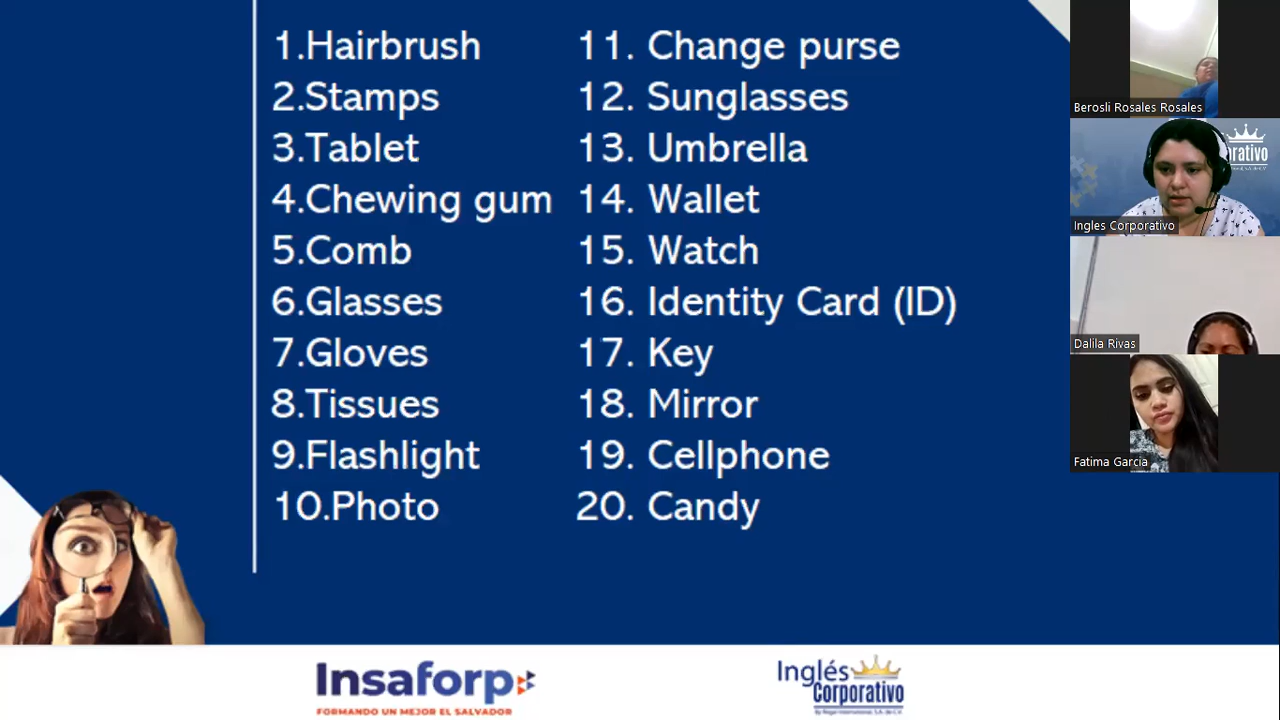 1.Hairbrush
2.Stamps
3.Tablet
4.Chewing gum
5.Comb
6.Glasses
7.Gloves
8.Tissues
9.Flashlight
10.Photo
11. Change purse
12. Sunglasses
13. Umbrella
14. Wallet
15. Watch
16. Identity Card (ID)
17. Key
18. Mirror
19. Cellphone
20. Candy
Insaforp
FORMANDO UN MEJOR EL SALVADOR
Inglés
Corporativo
Berosli Rosales Rosales
orativo
Ingles Corporativo
Dalila Rivas
Fatima Garcia